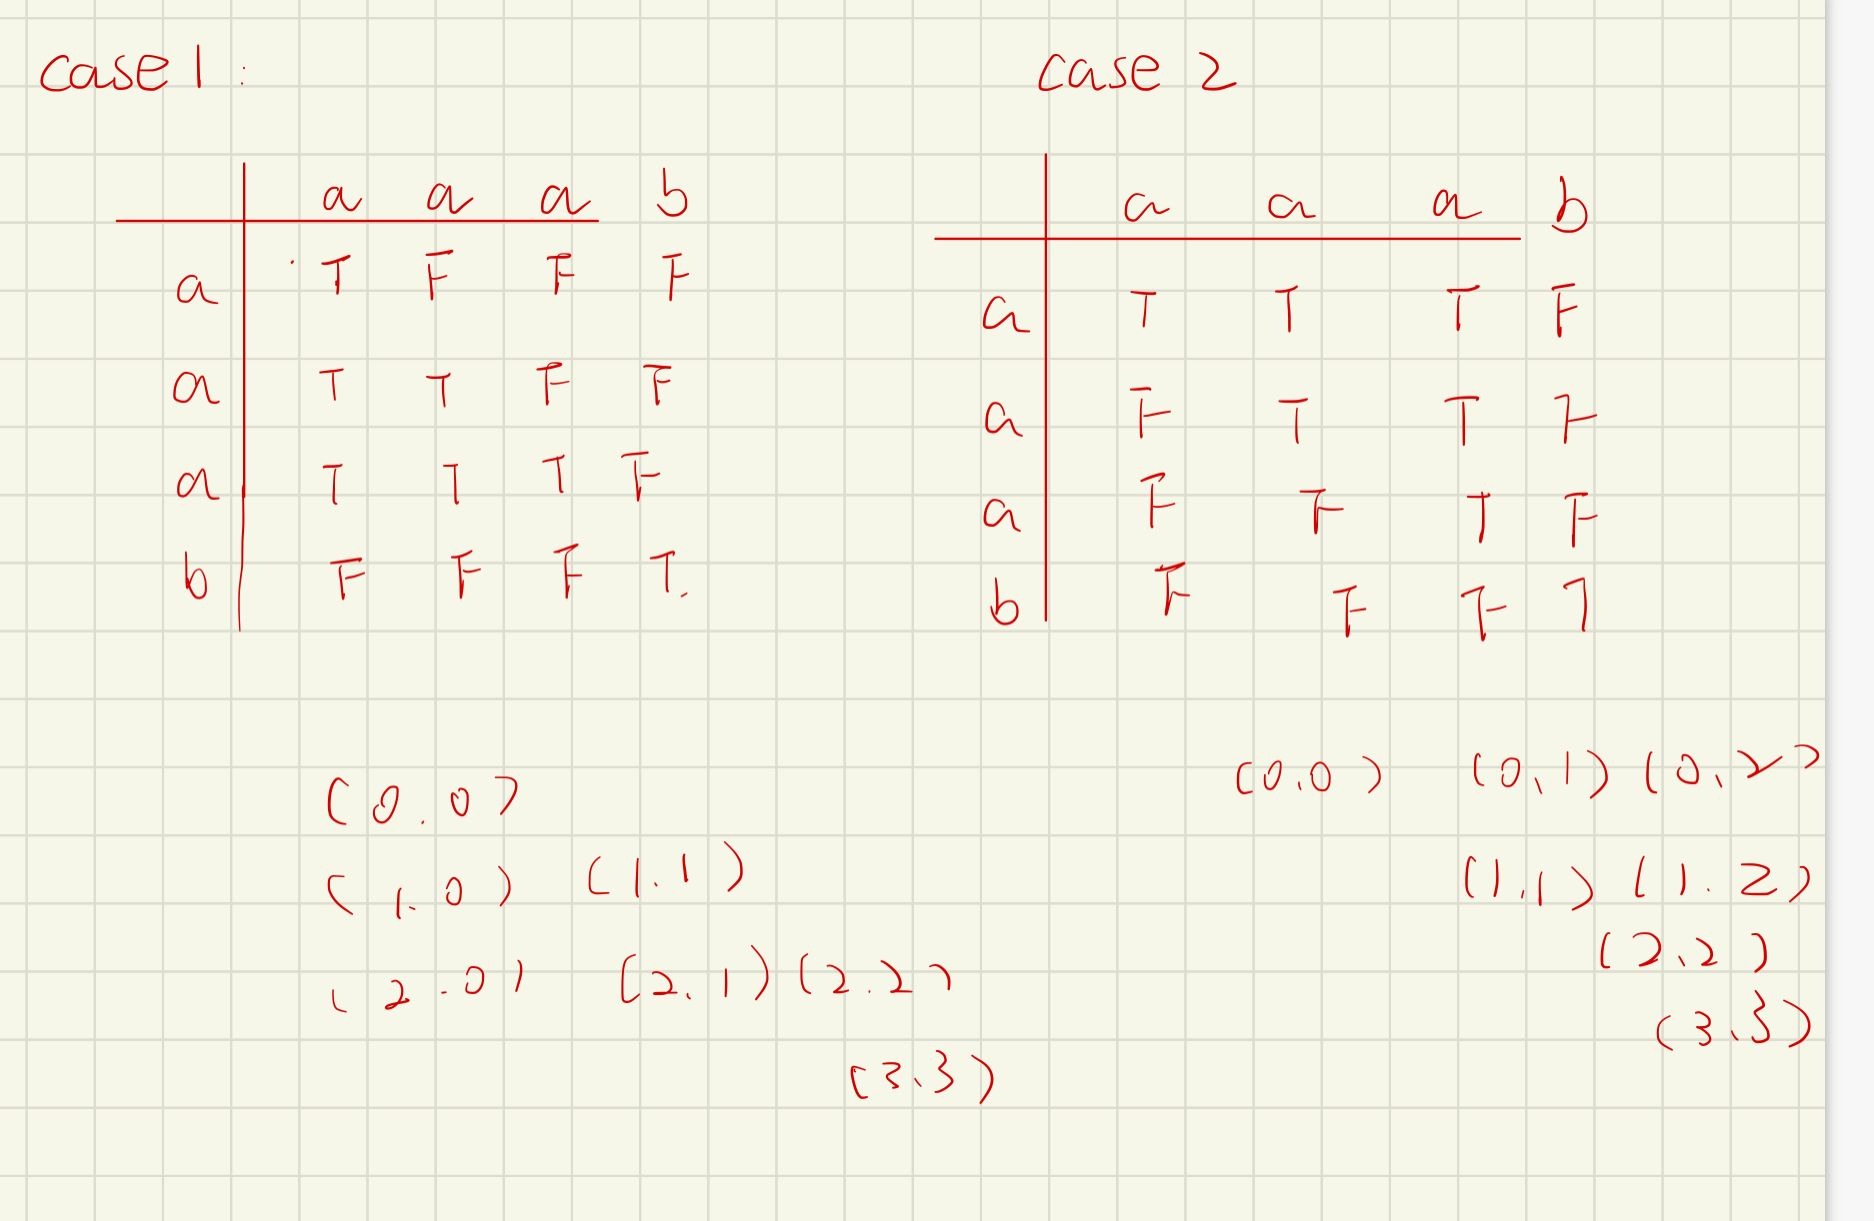 case 1 :
a a a b
a T F F F
a T T F F
a T T T F
b F F F T.
(0.0)
(1.0) (1.1)
(2.0) (2.1) (2.2)
(3.3)
case 2
a a a b
a T T T F
a F T T F
a F F T F
b F F F T
(0.0) (0,1) (0,2)
(1,1) (1.2)
(2.2)
(3.3)